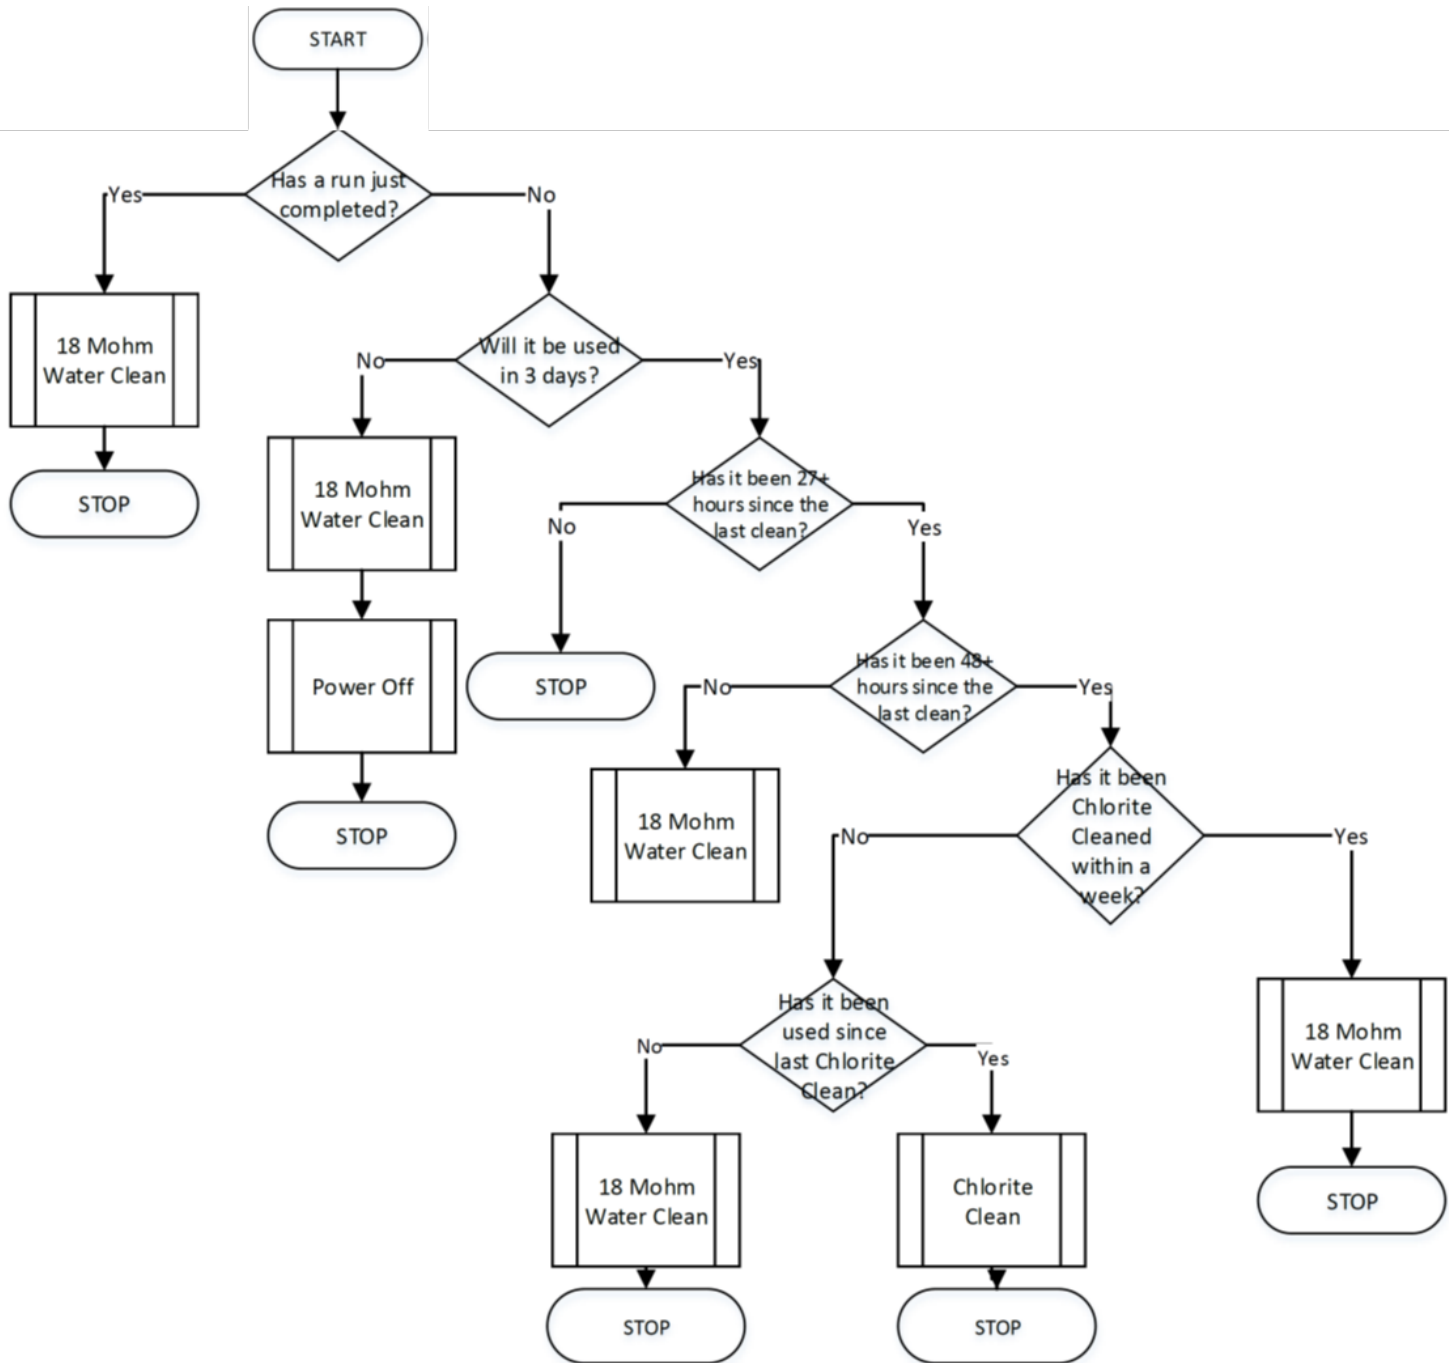 START
Has a run just
completed?
Yes
No
18 Mohm
Water Clean
STOP
Will it be used
in 3 days?
No
Yes
18 Mohm
Water Clean
Power Off
STOP
Has it been 27+
hours since the
last clean?
No
Yes
STOP
Has it been 48+
hours since the
last clean?
No
Yes
18 Mohm
Water Clean
Has it been
Chlorite
Cleaned
within a
week?
No
Yes
Has it been
used since
last Chlorite
Clean?
No
Yes
18 Mohm
Water Clean
STOP
18 Mohm
Water Clean
STOP
Chlorite
Clean
STOP